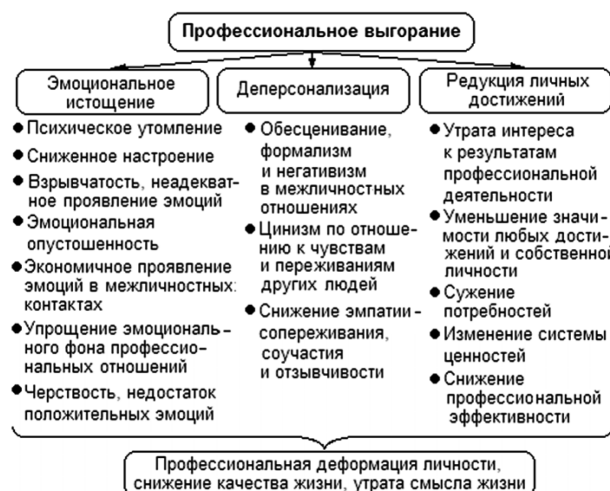 Профессиональное выгорание
Эмоциональное
истощение
● Психическое утомление
● Сниженное настроение
● Взрывчатость, неадекват-
ное проявление эмоций
● Эмоциональная
опустошенность
● Экономичное проявление
эмоций в межличностных:
контактах
● Упрощение эмоциональ-
ного фона профессио-
нальных отношений
● Черствость, недостаток
положительных эмоций
Деперсонализация
● Обесценивание,
формализм
и негативизм
в межличностных
отношениях
● Цинизм по отно-
шению к чувствам
и переживаниям
других людей
● Снижение эмпатии–
сопереживания,
соучастия
и отзывчивости
Редукция личных
достижений
● Утрата интереса
к результатам
профессиональной
деятельности
● Уменьшение значи-
мости любых дости-
жений и собственной
личности
● Сужение
потребностей
● Изменение системы
ценностей
● Снижение
профессиональной
эффективности
Профессиональная деформация личности,
снижение качества жизни, утрата смысла жизни